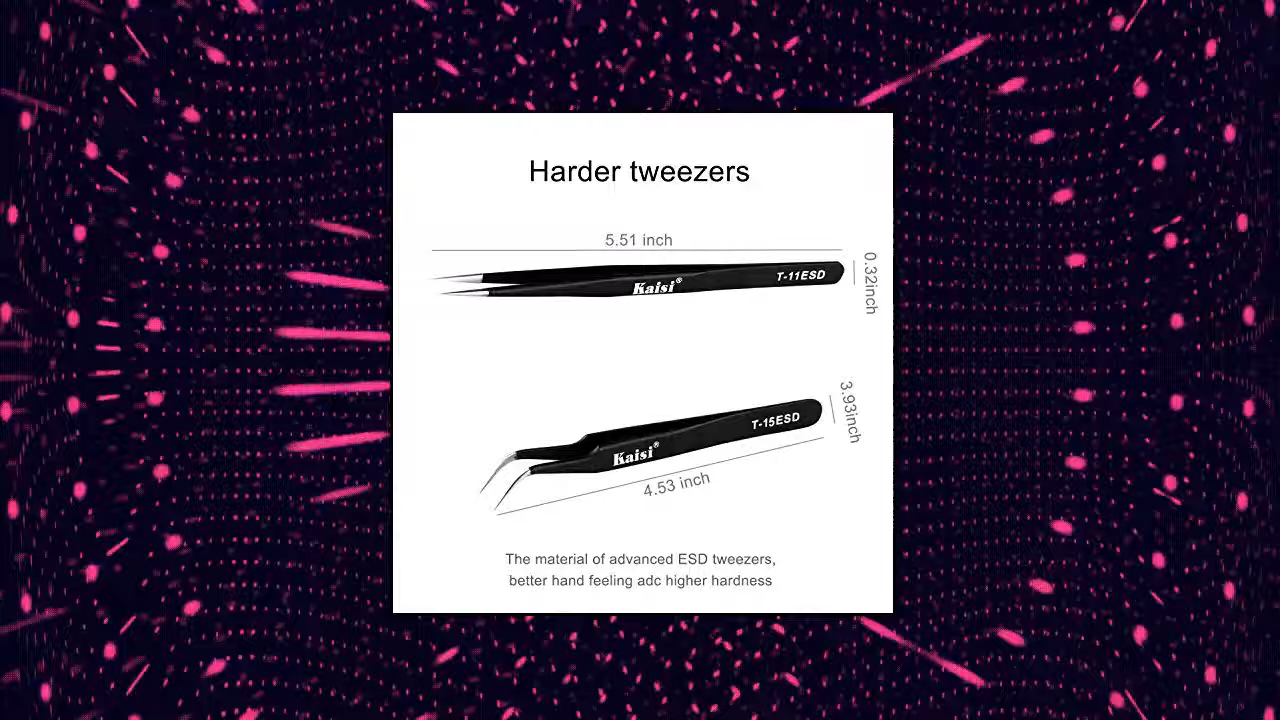 Harder tweezers
5.51 inch
0.32inch
Kaisi®
T-11ESD
3.93inch
Kaisi®
T-15ESD
4.53 inch
The material of advanced ESD tweezers,
better hand feeling adc higher hardness